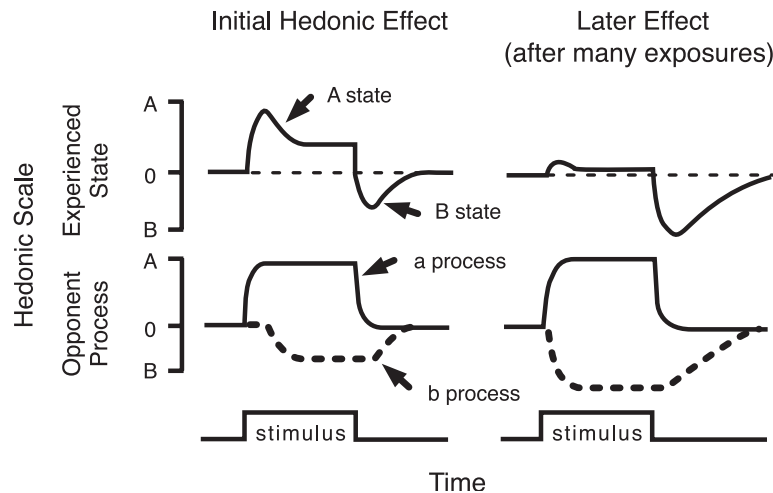 Initial Hedonic Effect
Later Effect
(after many exposures)
Hedonic Scale
Experienced
State
A
0
B
A state
B state
Opponent
Process
A
0
B
a process
b process
stimulus
stimulus
Time